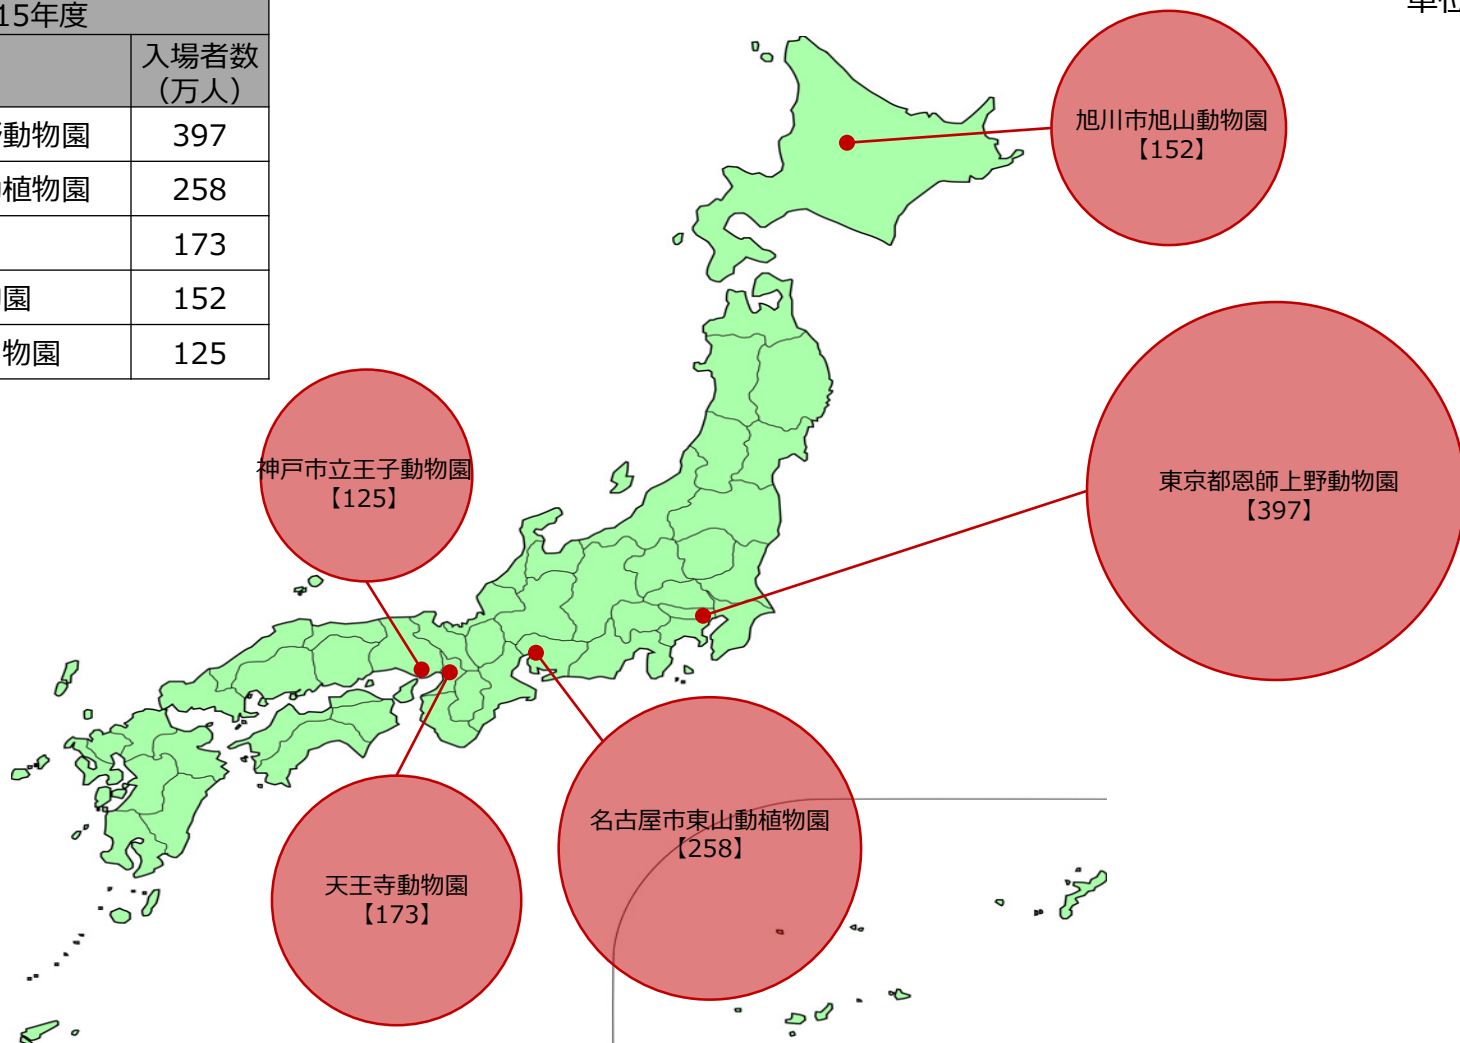 15年度
単位
入場者数
（万人）
動物園 397
植物園 258
173
園 152
物園 125
旭川市旭山動物園
【152】
神戸市立王子動物園
【125】
東京都恩師上野動物園
【397】
名古屋市東山動植物園
【258】
天王寺動物園
【173】